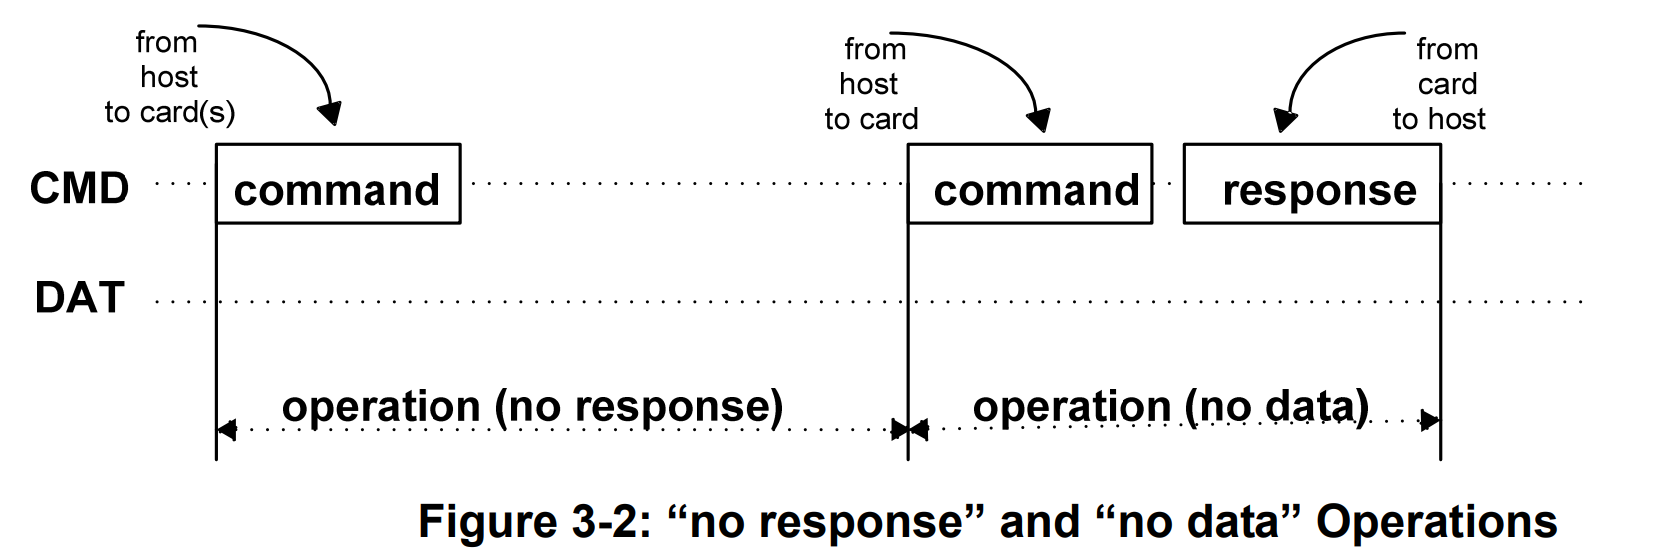 from
host
to card(s)
from
host
to card
from
card
to host
CMD
command
command
response
DAT
operation (no response)
operation (no data)
Figure 3-2: “no response” and “no data” Operations